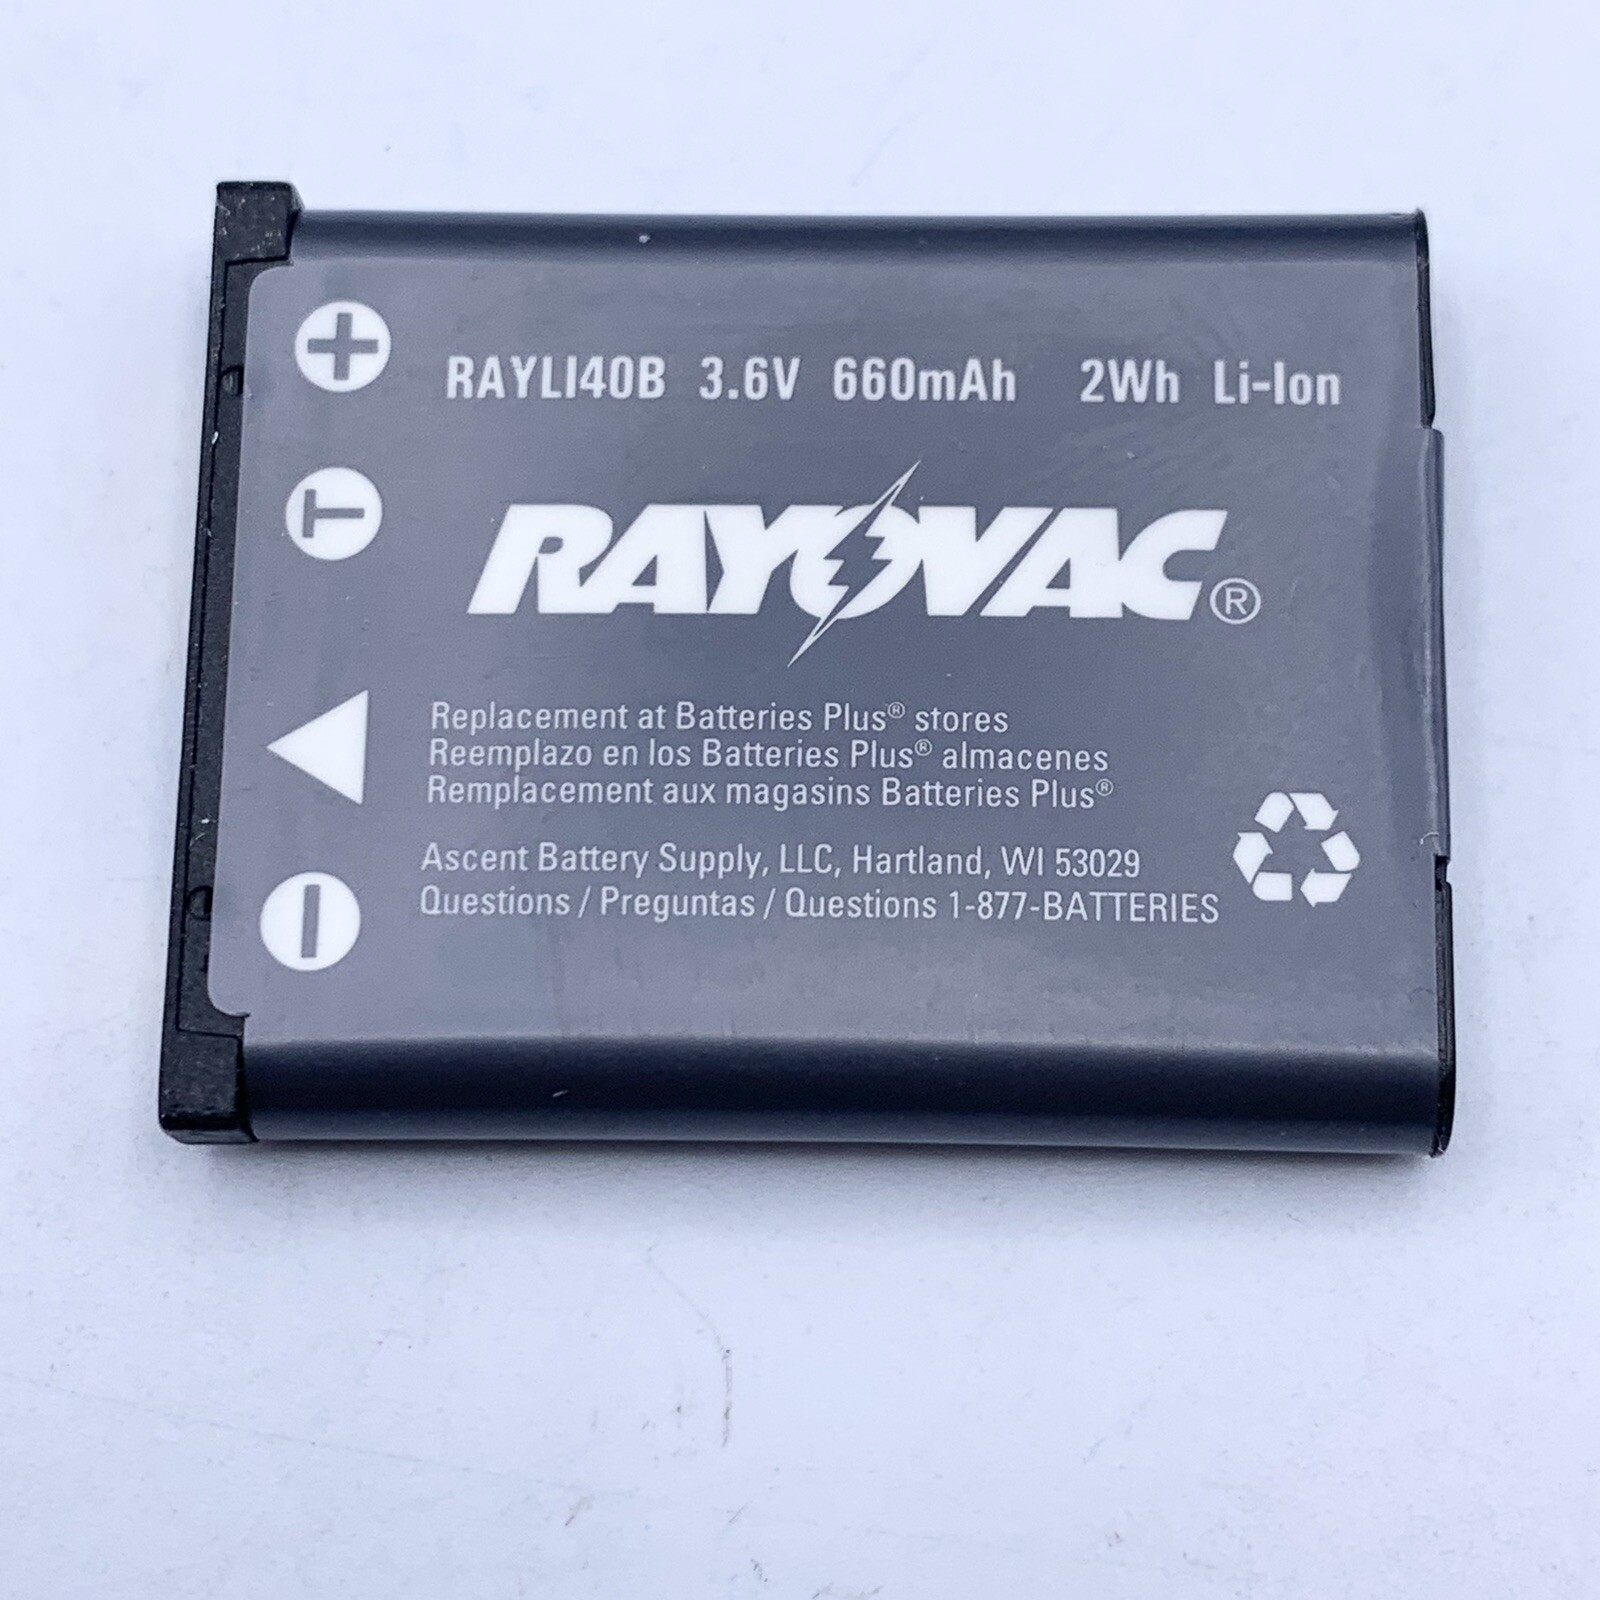 +
RAYLI40B 3.6V 660mAh 2Wh Li-Ion
T
RAYOVAC®
Replacement at Batteries Plus® stores
Reemplazo en los Batteries Plus® almacenes
Remplacement aux magasins Batteries Plus®
Ascent Battery Supply, LLC, Hartland, WI 53029
Questions / Preguntas / Questions 1-877-BATTERIES
−